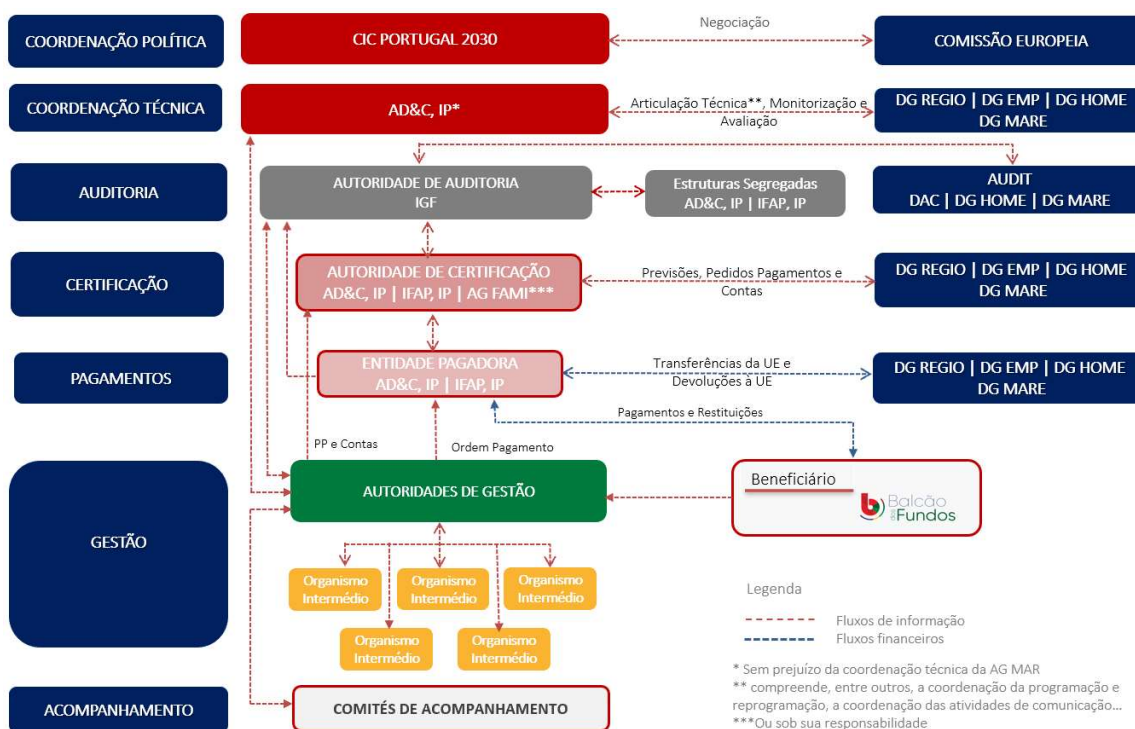 Negociação
COORDENAÇÃO POLÍTICA
CIC PORTUGAL 2030
COMISSÃO EUROPEIA
COORDENAÇÃO TÉCNICA
AD&C, IP*
Articulação Técnica**, Monitorização e
Avaliação
DG REGIO | DG EMP | DG HOME
DG MARE
AUDITORIA
AUTORIDADE DE AUDITORIA
IGF
Estruturas Segregadas
AD&C, IP | IFAP, IP
AUDIT
DAC | DG HOME | DG MARE
CERTIFICAÇÃO
AUTORIDADE DE CERTIFICAÇÃO
AD&C, IP | IFAP, IP | AG FAMI***
Previsões, Pedidos Pagamentos e
Contas
DG REGIO | DG EMP | DG HOME
DG MARE
PAGAMENTOS
ENTIDADE PAGADORA
AD&C, IP | IFAP, IP
Transferências da UE e
Devoluções à UE
DG REGIO | DG EMP | DG HOME
DG MARE
Pagamentos e Restituições
PP e Contas
Ordem Pagamento
GESTÃO
AUTORIDADES DE GESTÃO
Beneficiário
Balcão
dos Fundos
Organismo
Intermédio
Organismo
Intermédio
Organismo
Intermédio
Organismo
Intermédio
Organismo
Intermédio
Legenda
Fluxos de informação
Fluxos financeiros
* Sem prejuízo da coordenação técnica da AG MAR
** compreende, entre outros, a coordenação da programação e
reprogramação, a coordenação das atividades de comunicação...
***Ou sob sua responsabilidade
ACOMPANHAMENTO
COMITÉS DE ACOMPANHAMENTO